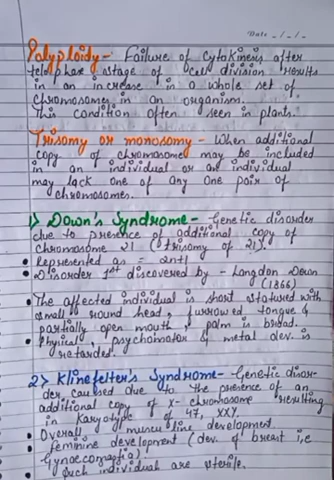 Date _/_/_
Polyploidy - Failure of cytokinesis after
telophase stage of cell division results
in an increase in a whole set of
chromosomes in an organism.
This condition often seen in plants.
Trisomy or monosomy - When additional
copy of chromosome may be included
in an individual or an individual
may lack one of any one pair of
chromosomes.
1) Down's Syndrome - Genetic disorder
due to presence of additional copy of
chromosome 21 (trisomy of 21).
• Represented as = 2n+1
• Disorder 1st discovered by - Langdon Down
(1866)
• The affected individual is short statured with
small round head, furrowed tongue &
partially open mouth, palm is broad.
• Physical, psychomotor & metal dev. is
retarded.
2) Klinefelter's Syndrome - Genetic disor-
der caused due to the presence of an
additional copy of X-chromosome resulting
in Karyotype of 47, XXY.
• Overall musculine development.
• feminine development (dev. of breast i,e
Gynaecomastia)
• Such individual are sterile.